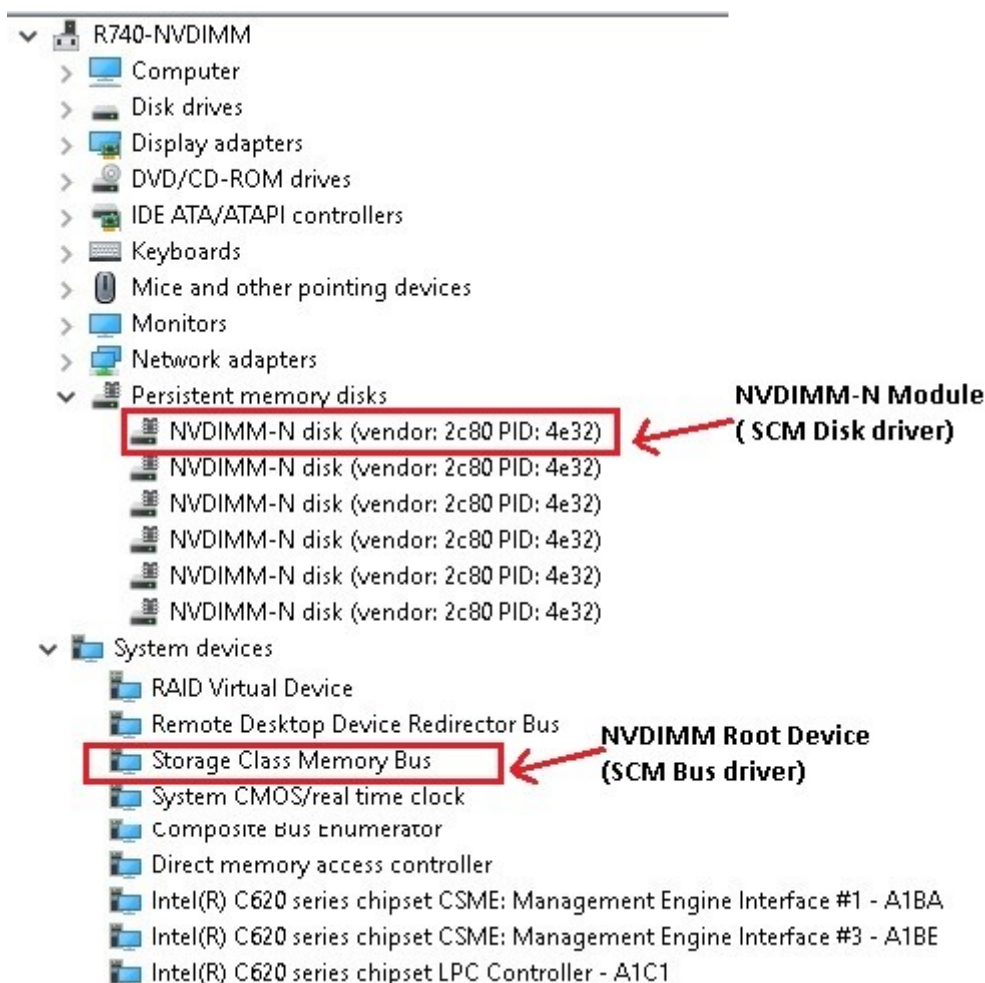 R740-NVDIMM
Computer
Disk drives
Display adapters
DVD/CD-ROM drives
IDE ATA/ATAPI controllers
Keyboards
Mice and other pointing devices
Monitors
Network adapters
Persistent memory disks
NVDIMM-N Module
NVDIMM-N disk (vendor: 2c80 PID: 4e32)
( SCM Disk driver)
NVDIMM-N disk (vendor: 2c80 PID: 4e32)
NVDIMM-N disk (vendor: 2c80 PID: 4e32)
NVDIMM-N disk (vendor: 2c80 PID: 4e32)
NVDIMM-N disk (vendor: 2c80 PID: 4e32)
NVDIMM-N disk (vendor: 2c80 PID: 4e32)
System devices
RAID Virtual Device
Remote Desktop Device Redirector Bus
NVDIMM Root Device
Storage Class Memory Bus
(SCM Bus driver)
System CMOS/real time clock
Composite Bus Enumerator
Direct memory access controller
Intel(R) C620 series chipset CSME: Management Engine Interface #1 - A1BA
Intel(R) C620 series chipset CSME: Management Engine Interface #3 - A1BE
Intel(R) C620 series chipset LPC Controller - A1C1